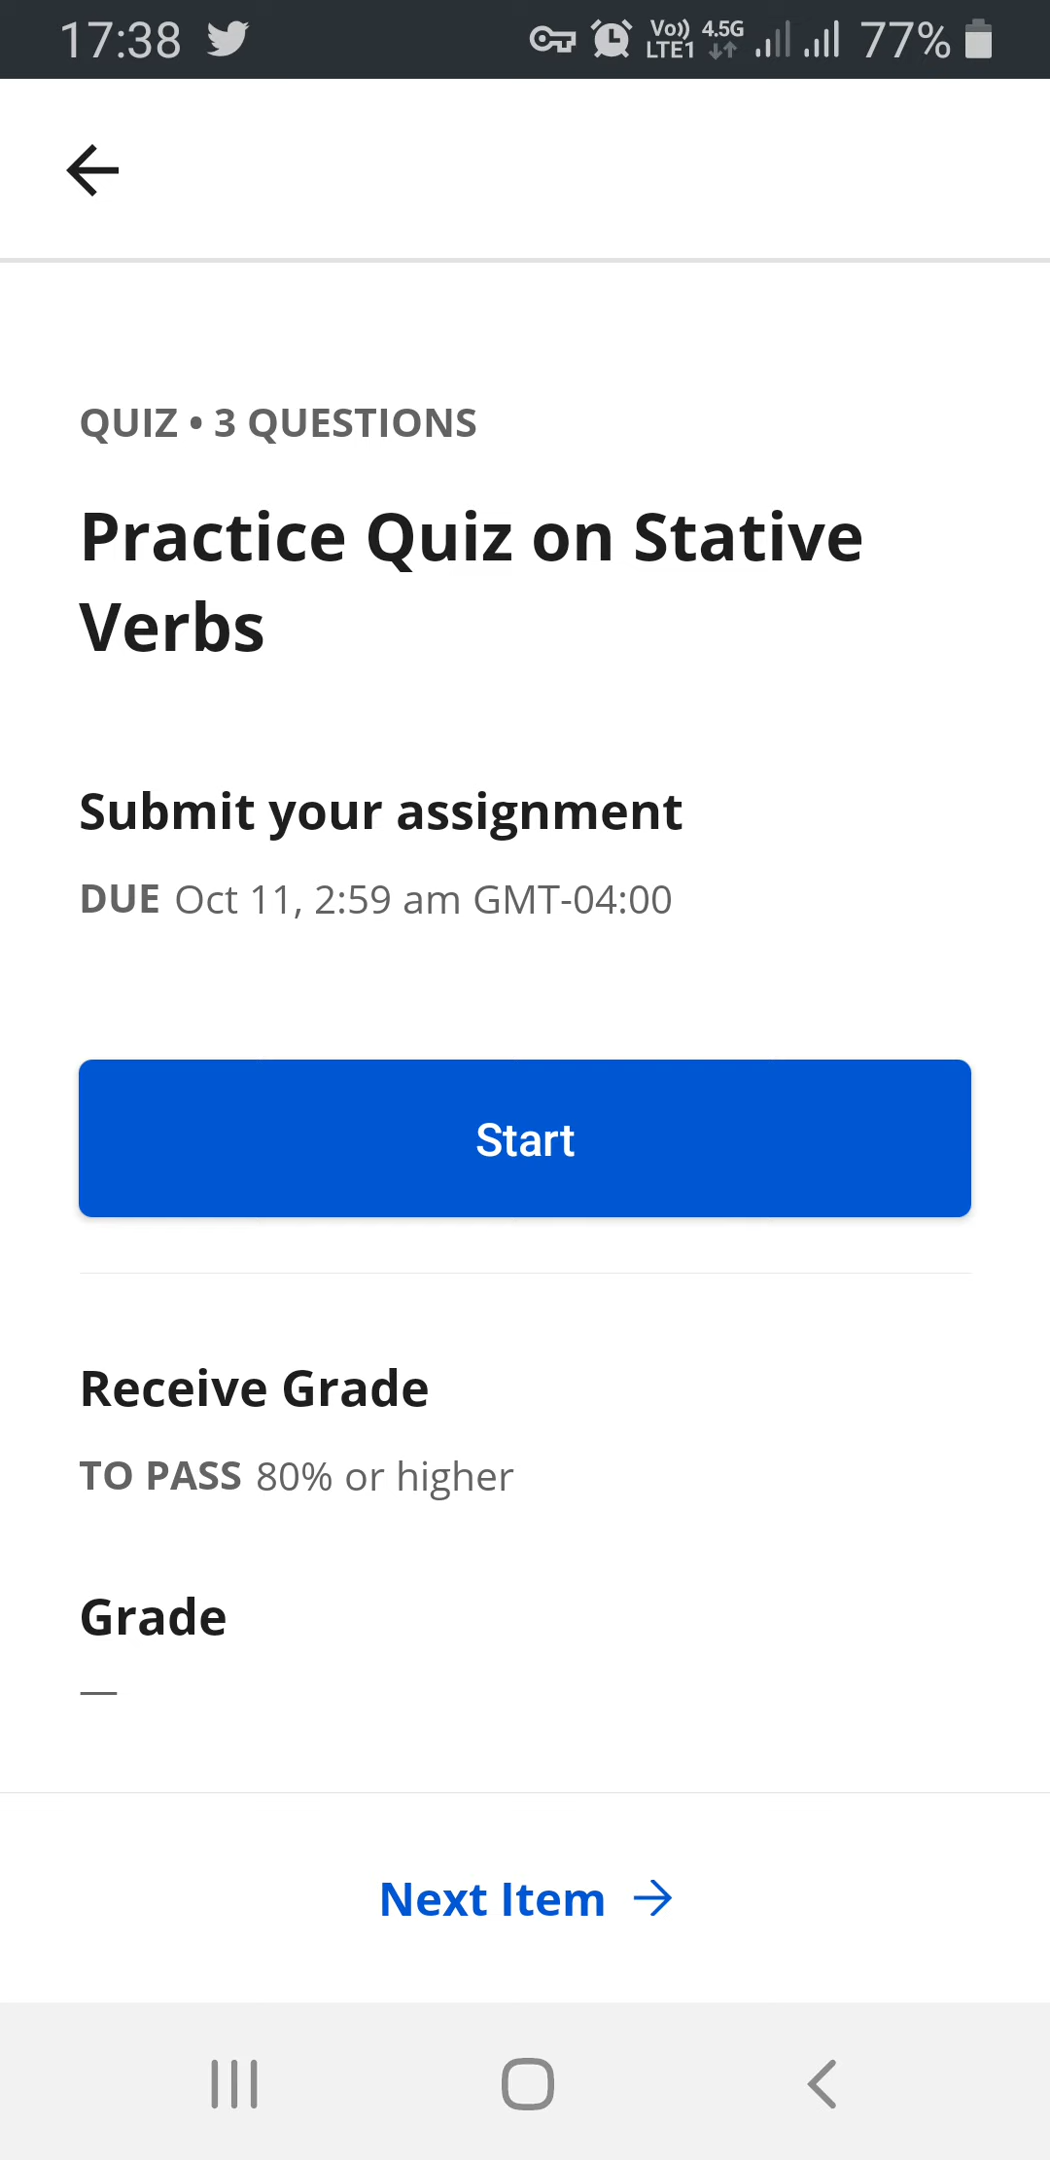 17:38 Vo)) LTE1 4.5G 77%
QUIZ • 3 QUESTIONS
Practice Quiz on Stative
Verbs
Submit your assignment
DUE Oct 11, 2:59 am GMT-04:00
Start
Receive Grade
TO PASS 80% or higher
Grade
—
Next Item →